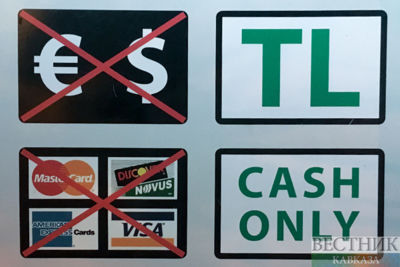 € $
TL
MasterCard
DISCOVER
NOVUS
AMERICAN
EXPRESS Cards
VISA
CASH
ONLY
ВЕСТНИК
КАВКАЗА